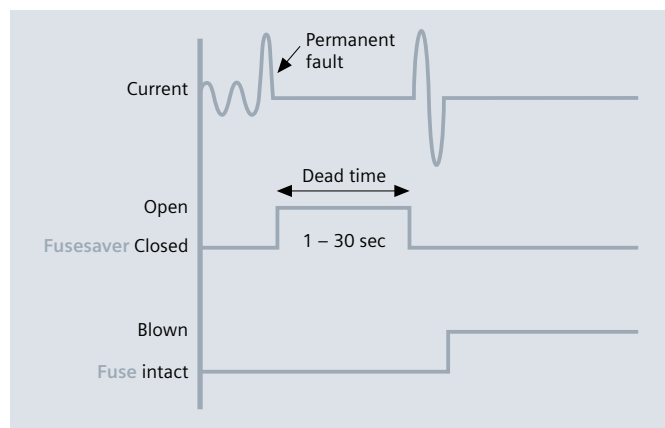 Permanent
fault
Current
Dead time
Open
1 – 30 sec
Fusesaver Closed
Blown
Fuse intact